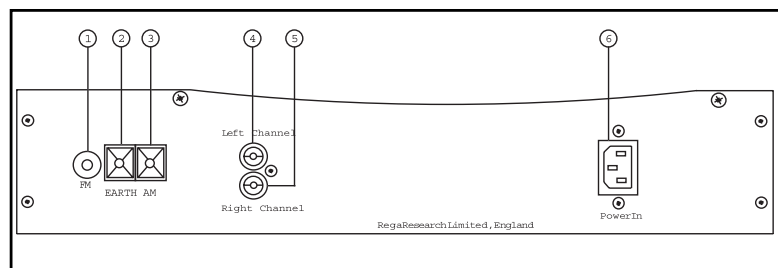 1 2 3 4 5 6
Left Channel
FM
EARTH AM
Right Channel
PowerIn
RegaResearchLimited, England